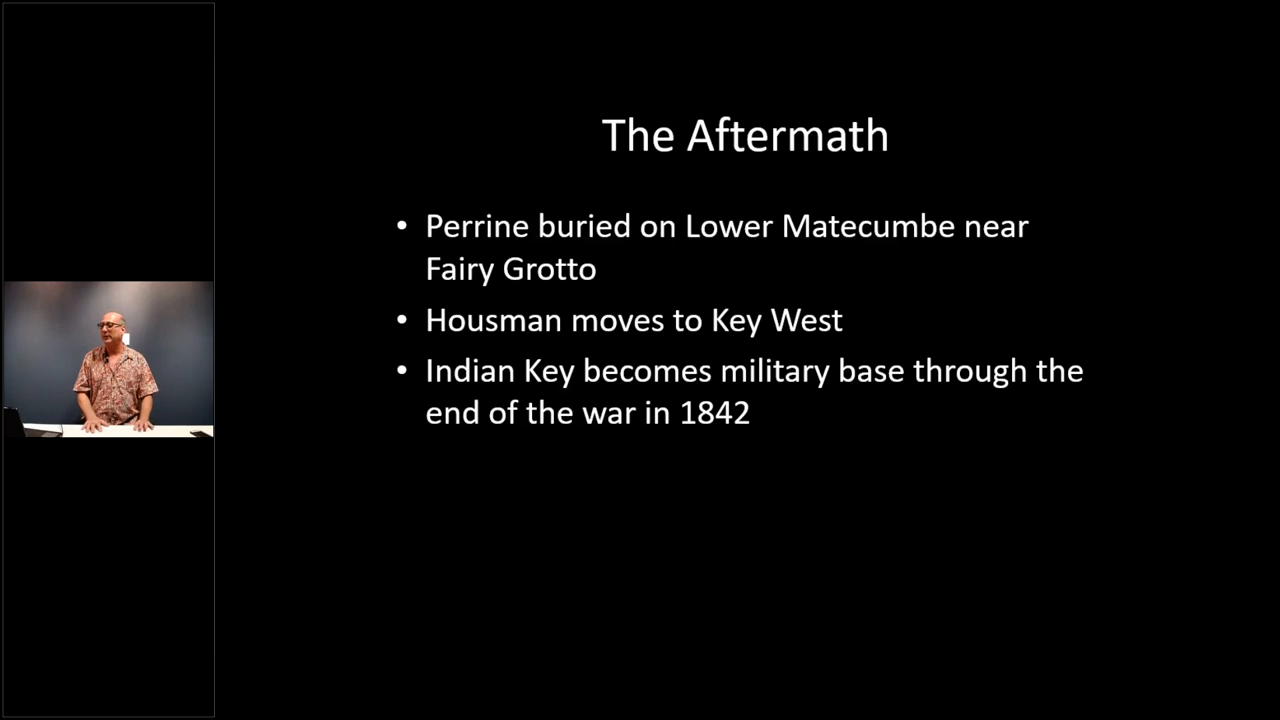 The Aftermath
• Perrine buried on Lower Matecumbe near
Fairy Grotto
• Housman moves to Key West
• Indian Key becomes military base through the
end of the war in 1842